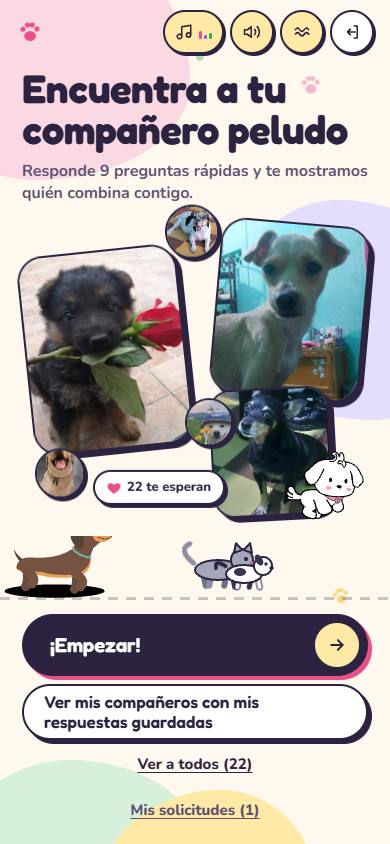 Encuentra a tu
compañero peludo
Responde 9 preguntas rápidas y te mostramos
quién combina contigo.
22 te esperan
¡Empezar!
Ver mis compañeros con mis
respuestas guardadas
Ver a todos (22)
Mis solicitudes (1)